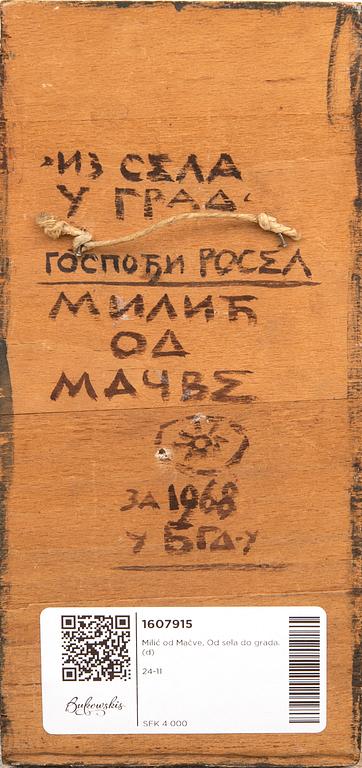 „ИЗ СЕЛА
У ГРАД“
ГОСПОЂИ РОСЕЛ
МИЛИЋ
ОД
МАЧВЕ
ЗА 1968
У БГД-У
1607915
Milić od Mačve, Od sela do grada.
(d)
24-11
Bukowskis
SEK 4 000